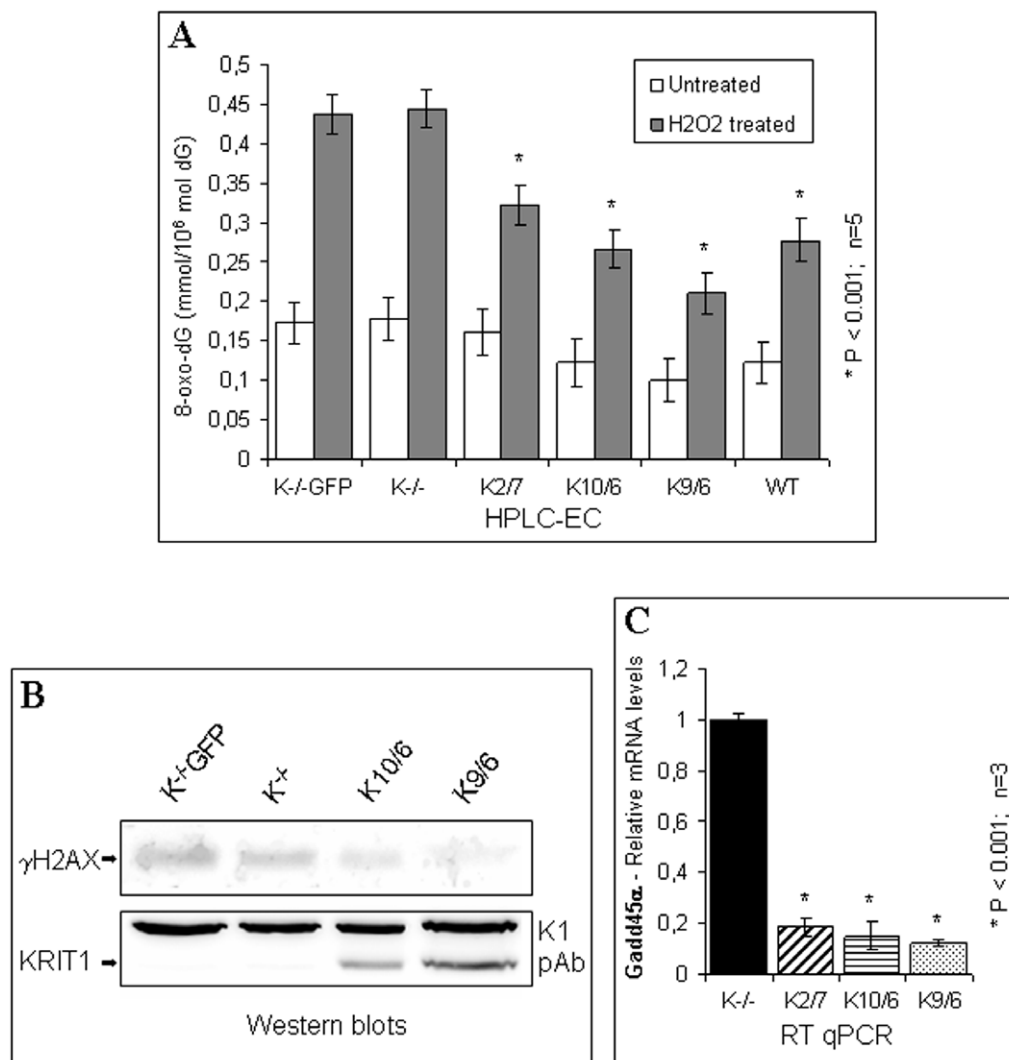 A
0,5
0,45
0,4
0,35
0,3
0,25
0,2
0,15
0,1
0,05
0
8-oxo-dG (mmol/10⁶ mol dG)
Untreated
H2O2 treated
* * * *
* P < 0.001; n=5
K-/-GFP K-/- K2/7 K10/6 K9/6 WT
HPLC-EC
B
K-/-GFP K-/- K10/6 K9/6
γH2AX
KRIT1
K1
pAb
Western blots
C
1,2
1
0,8
0,6
0,4
0,2
0
Gadd45α - Relative mRNA levels
* * *
* P < 0.001; n=3
K-/- K2/7 K10/6 K9/6
RT qPCR